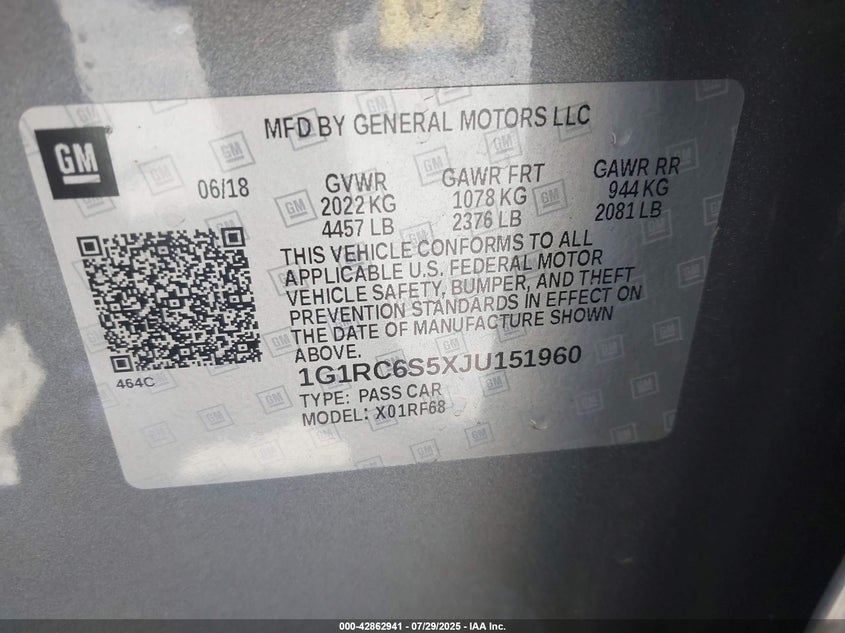 MFD BY GENERAL MOTORS LLC
GM
06/18
GVWR
2022 KG
4457 LB
GAWR FRT
1078 KG
2376 LB
GAWR RR
944 KG
2081 LB
THIS VEHICLE CONFORMS TO ALL
APPLICABLE U.S. FEDERAL MOTOR
VEHICLE SAFETY, BUMPER, AND THEFT
PREVENTION STANDARDS IN EFFECT ON
THE DATE OF MANUFACTURE SHOWN
ABOVE.
464C
1G1RC6S5XJU151960
TYPE: PASS CAR
MODEL: X01RF68
000-42862941 - 07/29/2025 - IAA Inc.